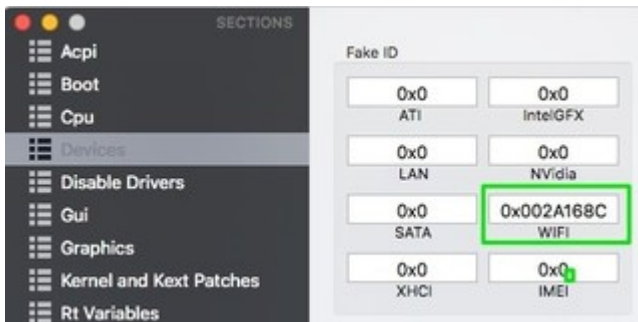 SECTIONS
Acpi
Boot
Cpu
Devices
Disable Drivers
Gui
Graphics
Kernel and Kext Patches
Rt Variables
Fake ID
0x0 0x0
ATI IntelGFX
0x0 0x0
LAN NVidia
0x0 0x002A168C
SATA WIFI
0x0 0x0
XHCI IMEI